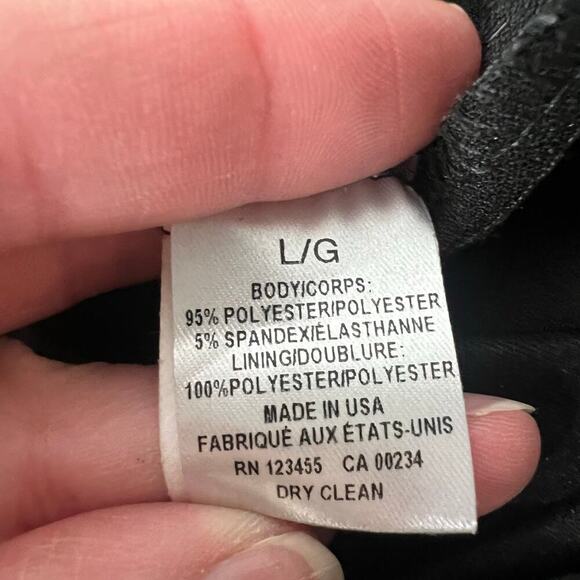 L/G
BODY/CORPS:
95% POLYESTER/POLYESTER
5% SPANDEX/ÉLASTHANNE
LINING/DOUBLURE:
100%POLYESTER/POLYESTER
MADE IN USA
FABRIQUÉ AUX ÉTATS-UNIS
RN 123455 CA 00234
DRY CLEAN